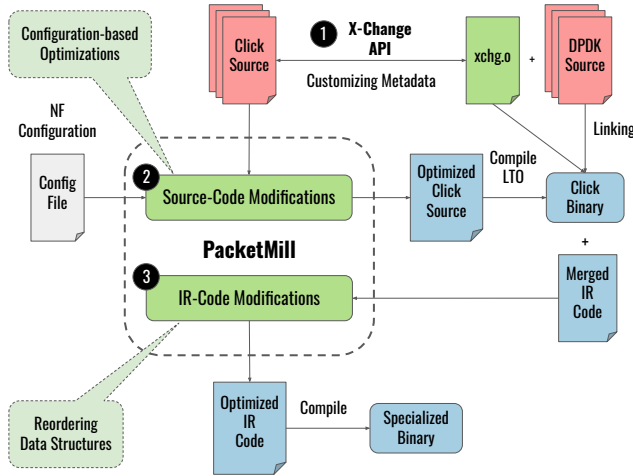 Configuration-based
Optimizations
Click
Source
1
X-Change
API
Customizing Metadata
xchg.o
+
DPDK
Source
NF
Configuration
Linking
Config
File
2
Source-Code Modifications
Optimized
Click
Source
Compile
LTO
Click
Binary
PacketMill
+
3
IR-Code Modifications
Merged
IR
Code
Reordering
Data Structures
Optimized
IR
Code
Compile
Specialized
Binary